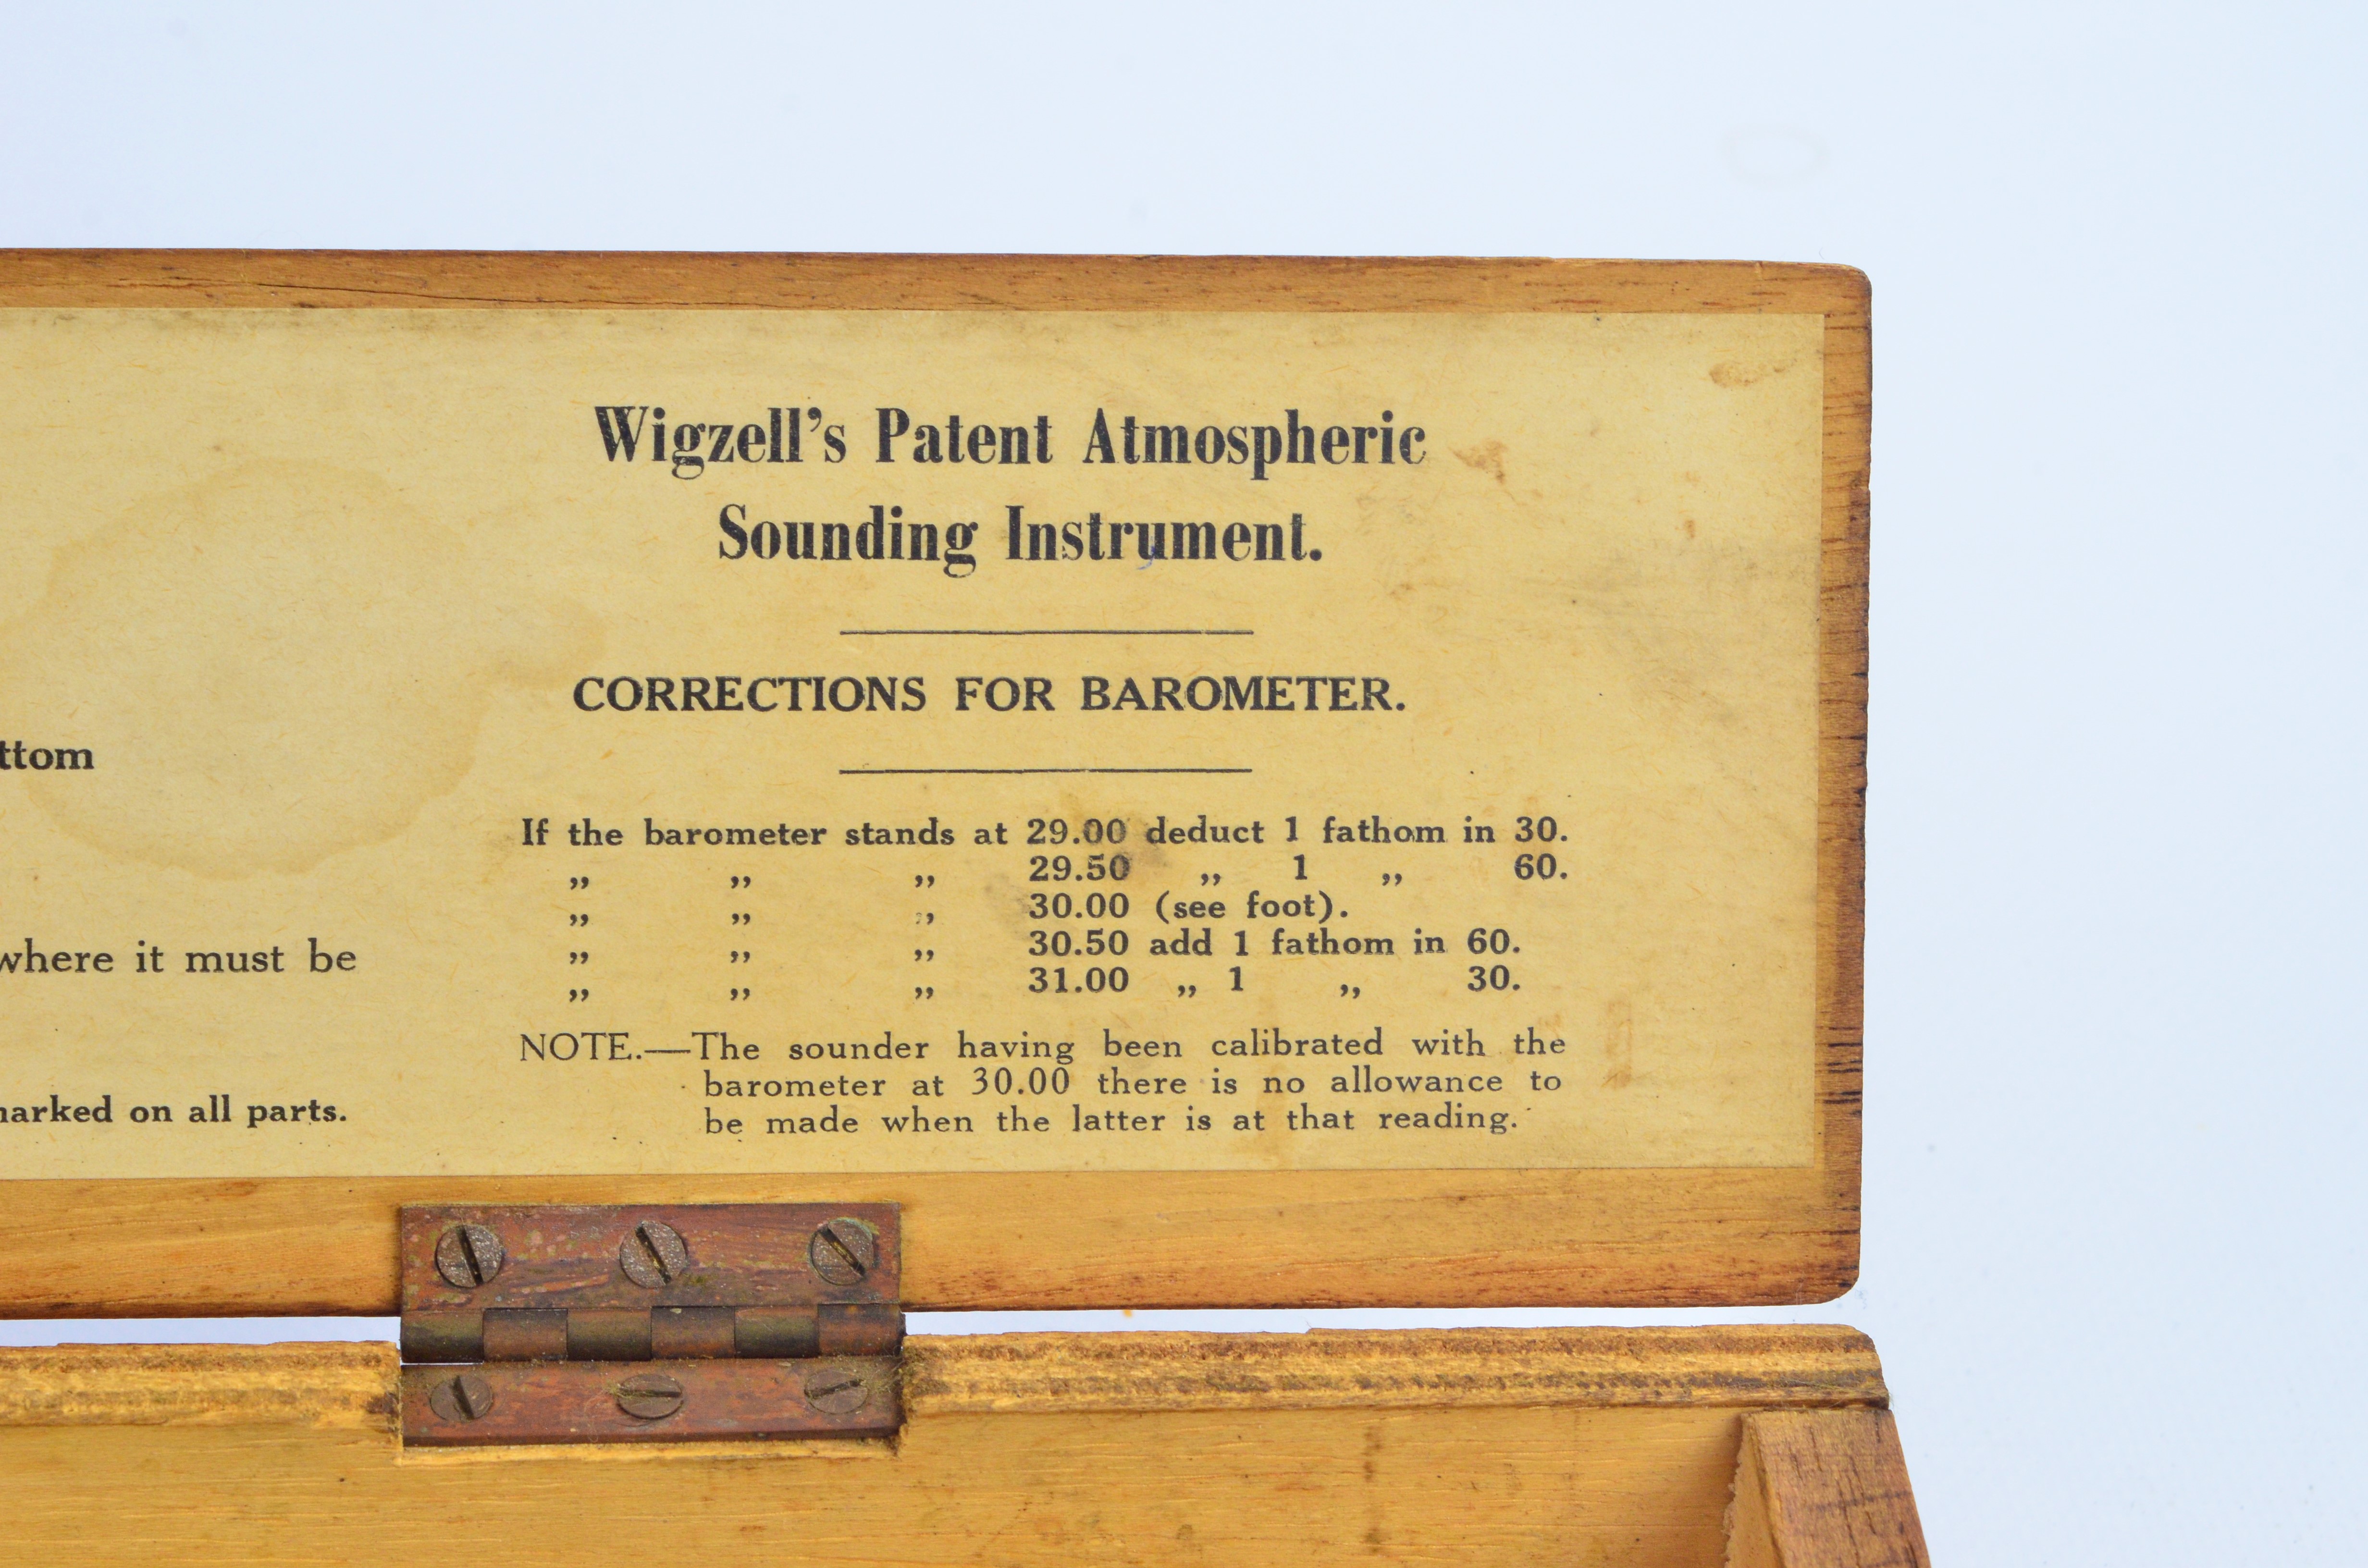 Wigzell's Patent Atmospheric
Sounding Instrument.
CORRECTIONS FOR BAROMETER.
If the barometer stands at 29.00 deduct 1 fathom in 30.
„ „ „ 29.50 „ 1 „ 60.
„ „ „ 30.00 (see foot).
„ „ „ 30.50 add 1 fathom in 60.
„ „ „ 31.00 „ 1 „ 30.
NOTE.—The sounder having been calibrated with the
barometer at 30.00 there is no allowance to
be made when the latter is at that reading.
where it must be
on all parts.